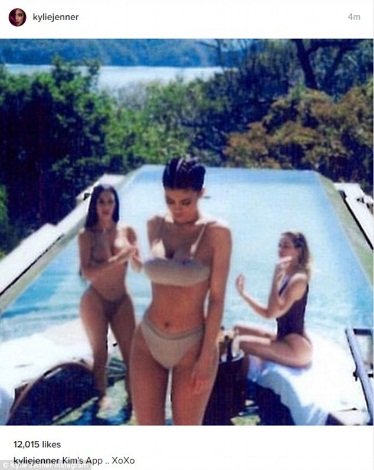 kyliejenner
4m
12,015 likes
kyliejenner Kim's App .. XoXo